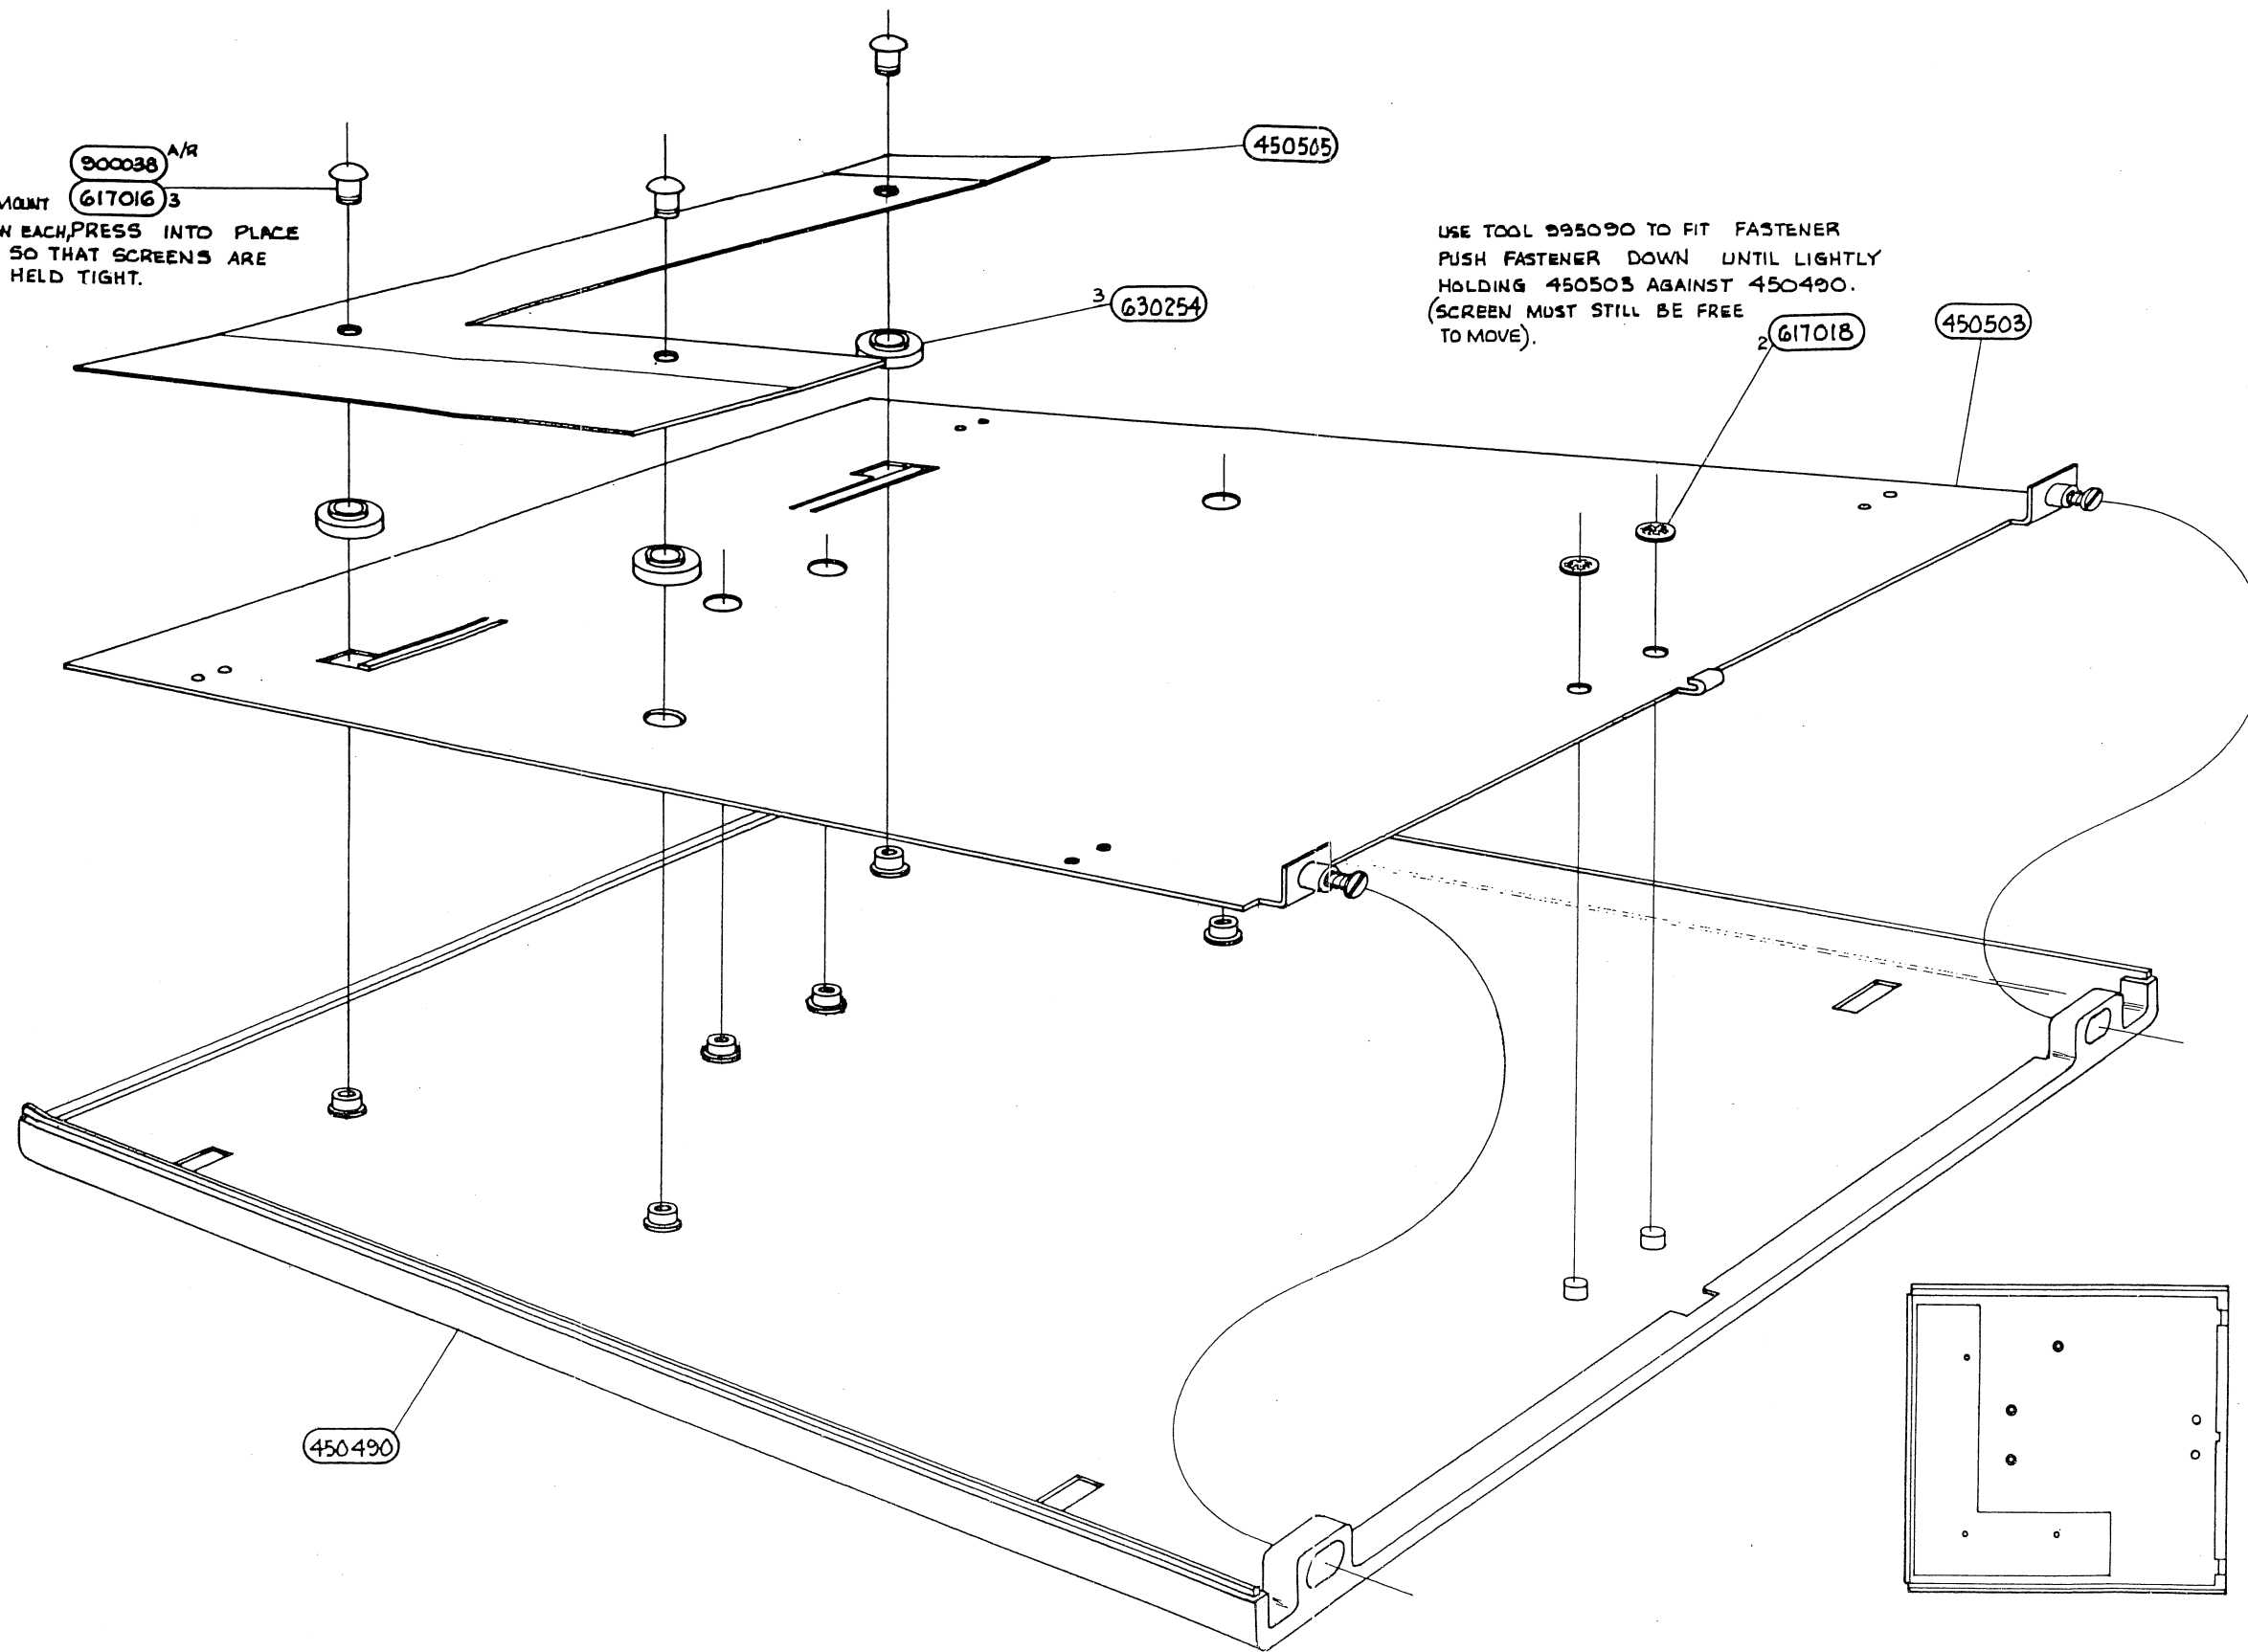 900038 A/R
617016 3
MOUNT
EACH, PRESS INTO PLACE
SO THAT SCREENS ARE
HELD TIGHT.
450505
3 630254
USE TOOL 995090 TO FIT FASTENER
PUSH FASTENER DOWN UNTIL LIGHTLY
HOLDING 450503 AGAINST 450490.
(SCREEN MUST STILL BE FREE
TO MOVE).
2 617018
450503
450490